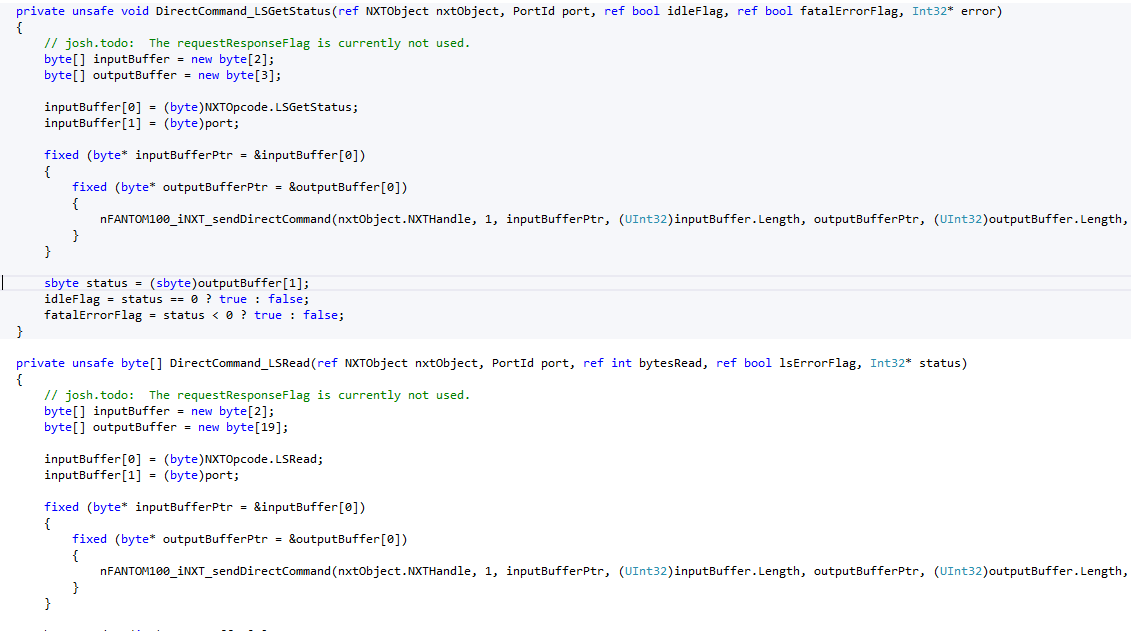 private unsafe void DirectCommand_LSGetStatus(ref NXTObject nxtObject, PortId port, ref bool idleFlag, ref bool fatalErrorFlag, Int32* error)
{
    // josh.todo:  The requestResponseFlag is currently not used.
    byte[] inputBuffer = new byte[2];
    byte[] outputBuffer = new byte[3];

    inputBuffer[0] = (byte)NXTOpcode.LSGetStatus;
    inputBuffer[1] = (byte)port;

    fixed (byte* inputBufferPtr = &inputBuffer[0])
    {
        fixed (byte* outputBufferPtr = &outputBuffer[0])
        {
            nFANTOM100_iNXT_sendDirectCommand(nxtObject.NXTHandle, 1, inputBufferPtr, (UInt32)inputBuffer.Length, outputBufferPtr, (UInt32)outputBuffer.Length,
        }
    }

    sbyte status = (sbyte)outputBuffer[1];
    idleFlag = status == 0 ? true : false;
    fatalErrorFlag = status < 0 ? true : false;
}

private unsafe byte[] DirectCommand_LSRead(ref NXTObject nxtObject, PortId port, ref int bytesRead, ref bool lsErrorFlag, Int32* status)
{
    // josh.todo:  The requestResponseFlag is currently not used.
    byte[] inputBuffer = new byte[2];
    byte[] outputBuffer = new byte[19];

    inputBuffer[0] = (byte)NXTOpcode.LSRead;
    inputBuffer[1] = (byte)port;

    fixed (byte* inputBufferPtr = &inputBuffer[0])
    {
        fixed (byte* outputBufferPtr = &outputBuffer[0])
        {
            nFANTOM100_iNXT_sendDirectCommand(nxtObject.NXTHandle, 1, inputBufferPtr, (UInt32)inputBuffer.Length, outputBufferPtr, (UInt32)outputBuffer.Length,
        }
    }